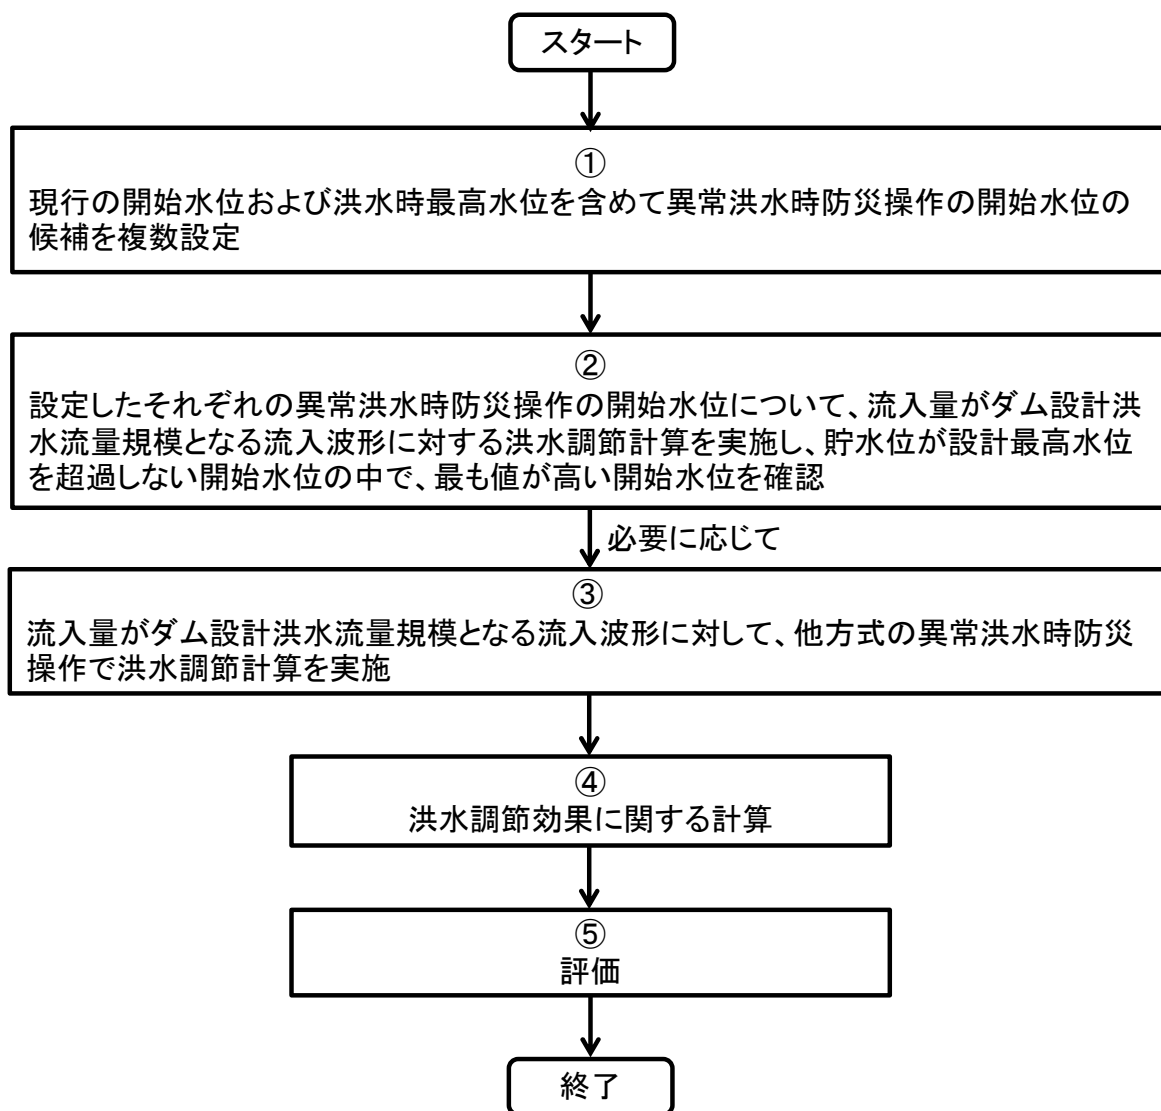 スタート
①
現行の開始水位および洪水時最高水位を含めて異常洪水時防災操作の開始水位の
候補を複数設定
②
設定したそれぞれの異常洪水時防災操作の開始水位について、流入量がダム設計洪
水流量規模となる流入波形に対する洪水調節計算を実施し、貯水位が設計最高水位
を超過しない開始水位の中で、最も値が高い開始水位を確認
必要に応じて
③
流入量がダム設計洪水流量規模となる流入波形に対して、他方式の異常洪水時防災
操作で洪水調節計算を実施
④
洪水調節効果に関する計算
⑤
評価
終了